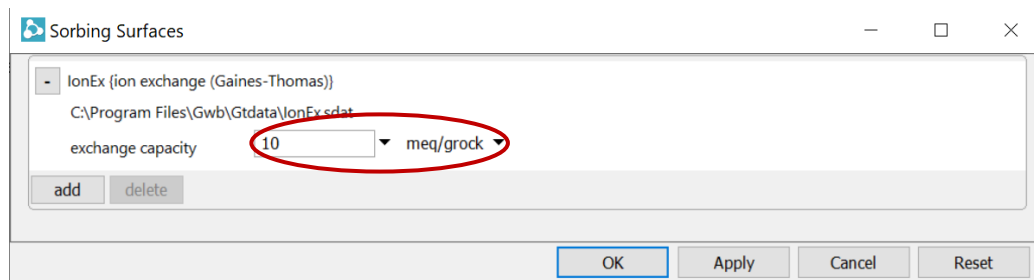 Sorbing Surfaces
- IonEx {ion exchange (Gaines-Thomas)}
C:\Program Files\Gwb\Gtdata\IonEx.sdat
exchange capacity 10 meq/grock
add delete
OK Apply Cancel Reset